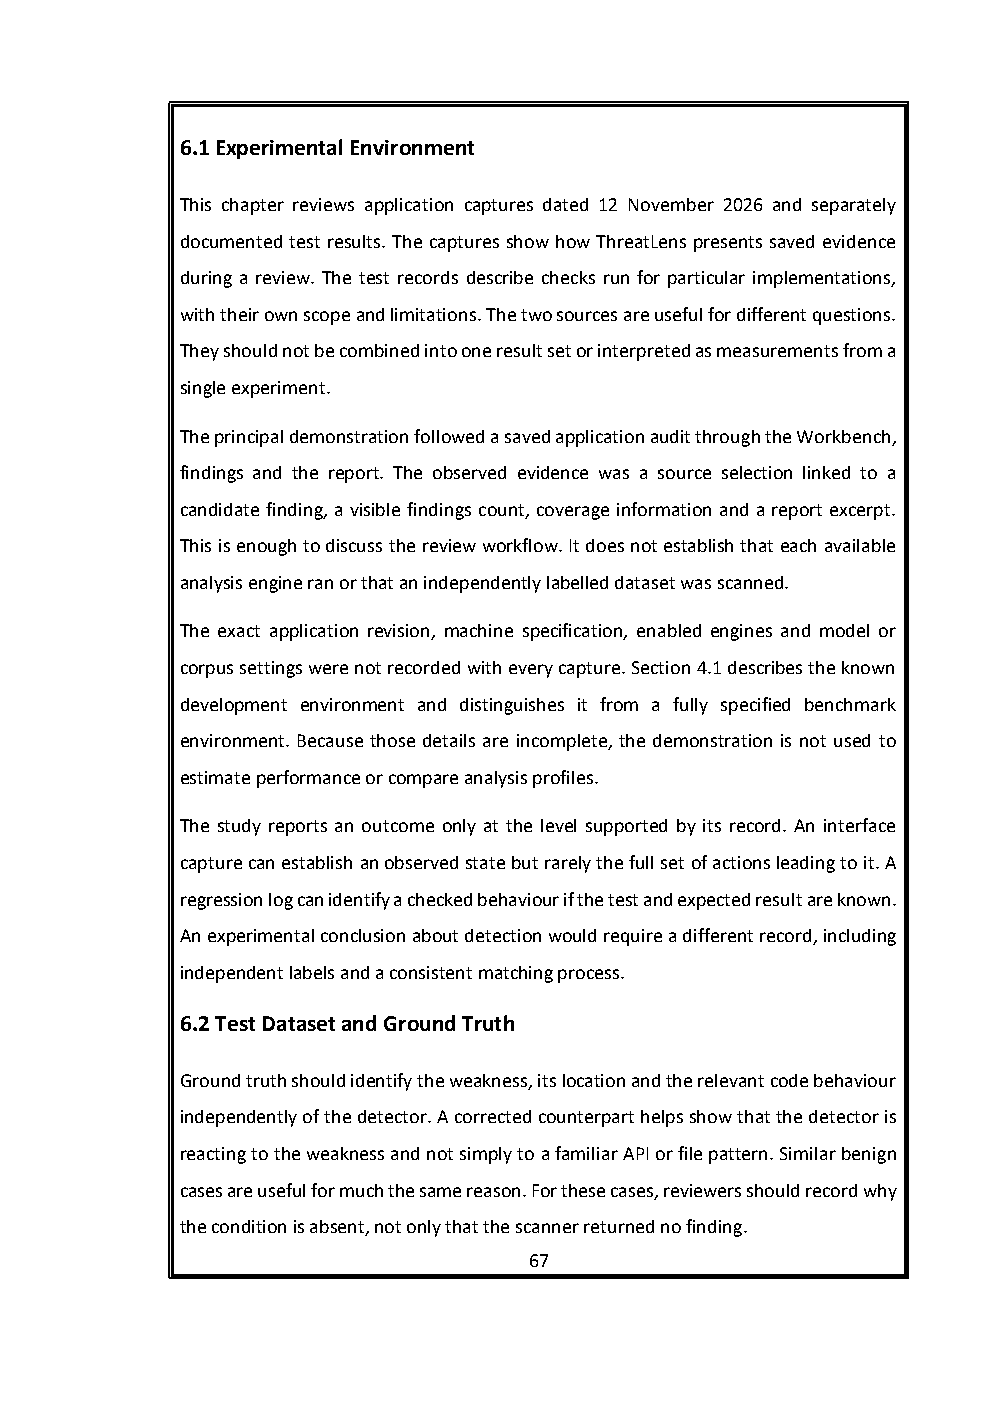 6.1 Experimental Environment
This chapter reviews application captures dated 12 November 2026 and separately
documented test results. The captures show how ThreatLens presents saved evidence
during a review. The test records describe checks run for particular implementations,
with their own scope and limitations. The two sources are useful for different questions.
They should not be combined into one result set or interpreted as measurements from a
single experiment.
The principal demonstration followed a saved application audit through the Workbench,
findings and the report. The observed evidence was a source selection linked to a
candidate finding, a visible findings count, coverage information and a report excerpt.
This is enough to discuss the review workflow. It does not establish that each available
analysis engine ran or that an independently labelled dataset was scanned.
The exact application revision, machine specification, enabled engines and model or
corpus settings were not recorded with every capture. Section 4.1 describes the known
development environment and distinguishes it from a fully specified benchmark
environment. Because those details are incomplete, the demonstration is not used to
estimate performance or compare analysis profiles.
The study reports an outcome only at the level supported by its record. An interface
capture can establish an observed state but rarely the full set of actions leading to it. A
regression log can identify a checked behaviour if the test and expected result are known.
An experimental conclusion about detection would require a different record, including
independent labels and a consistent matching process.
6.2 Test Dataset and Ground Truth
Ground truth should identify the weakness, its location and the relevant code behaviour
independently of the detector. A corrected counterpart helps show that the detector is
reacting to the weakness and not simply to a familiar API or file pattern. Similar benign
cases are useful for much the same reason. For these cases, reviewers should record why
the condition is absent, not only that the scanner returned no finding.
67